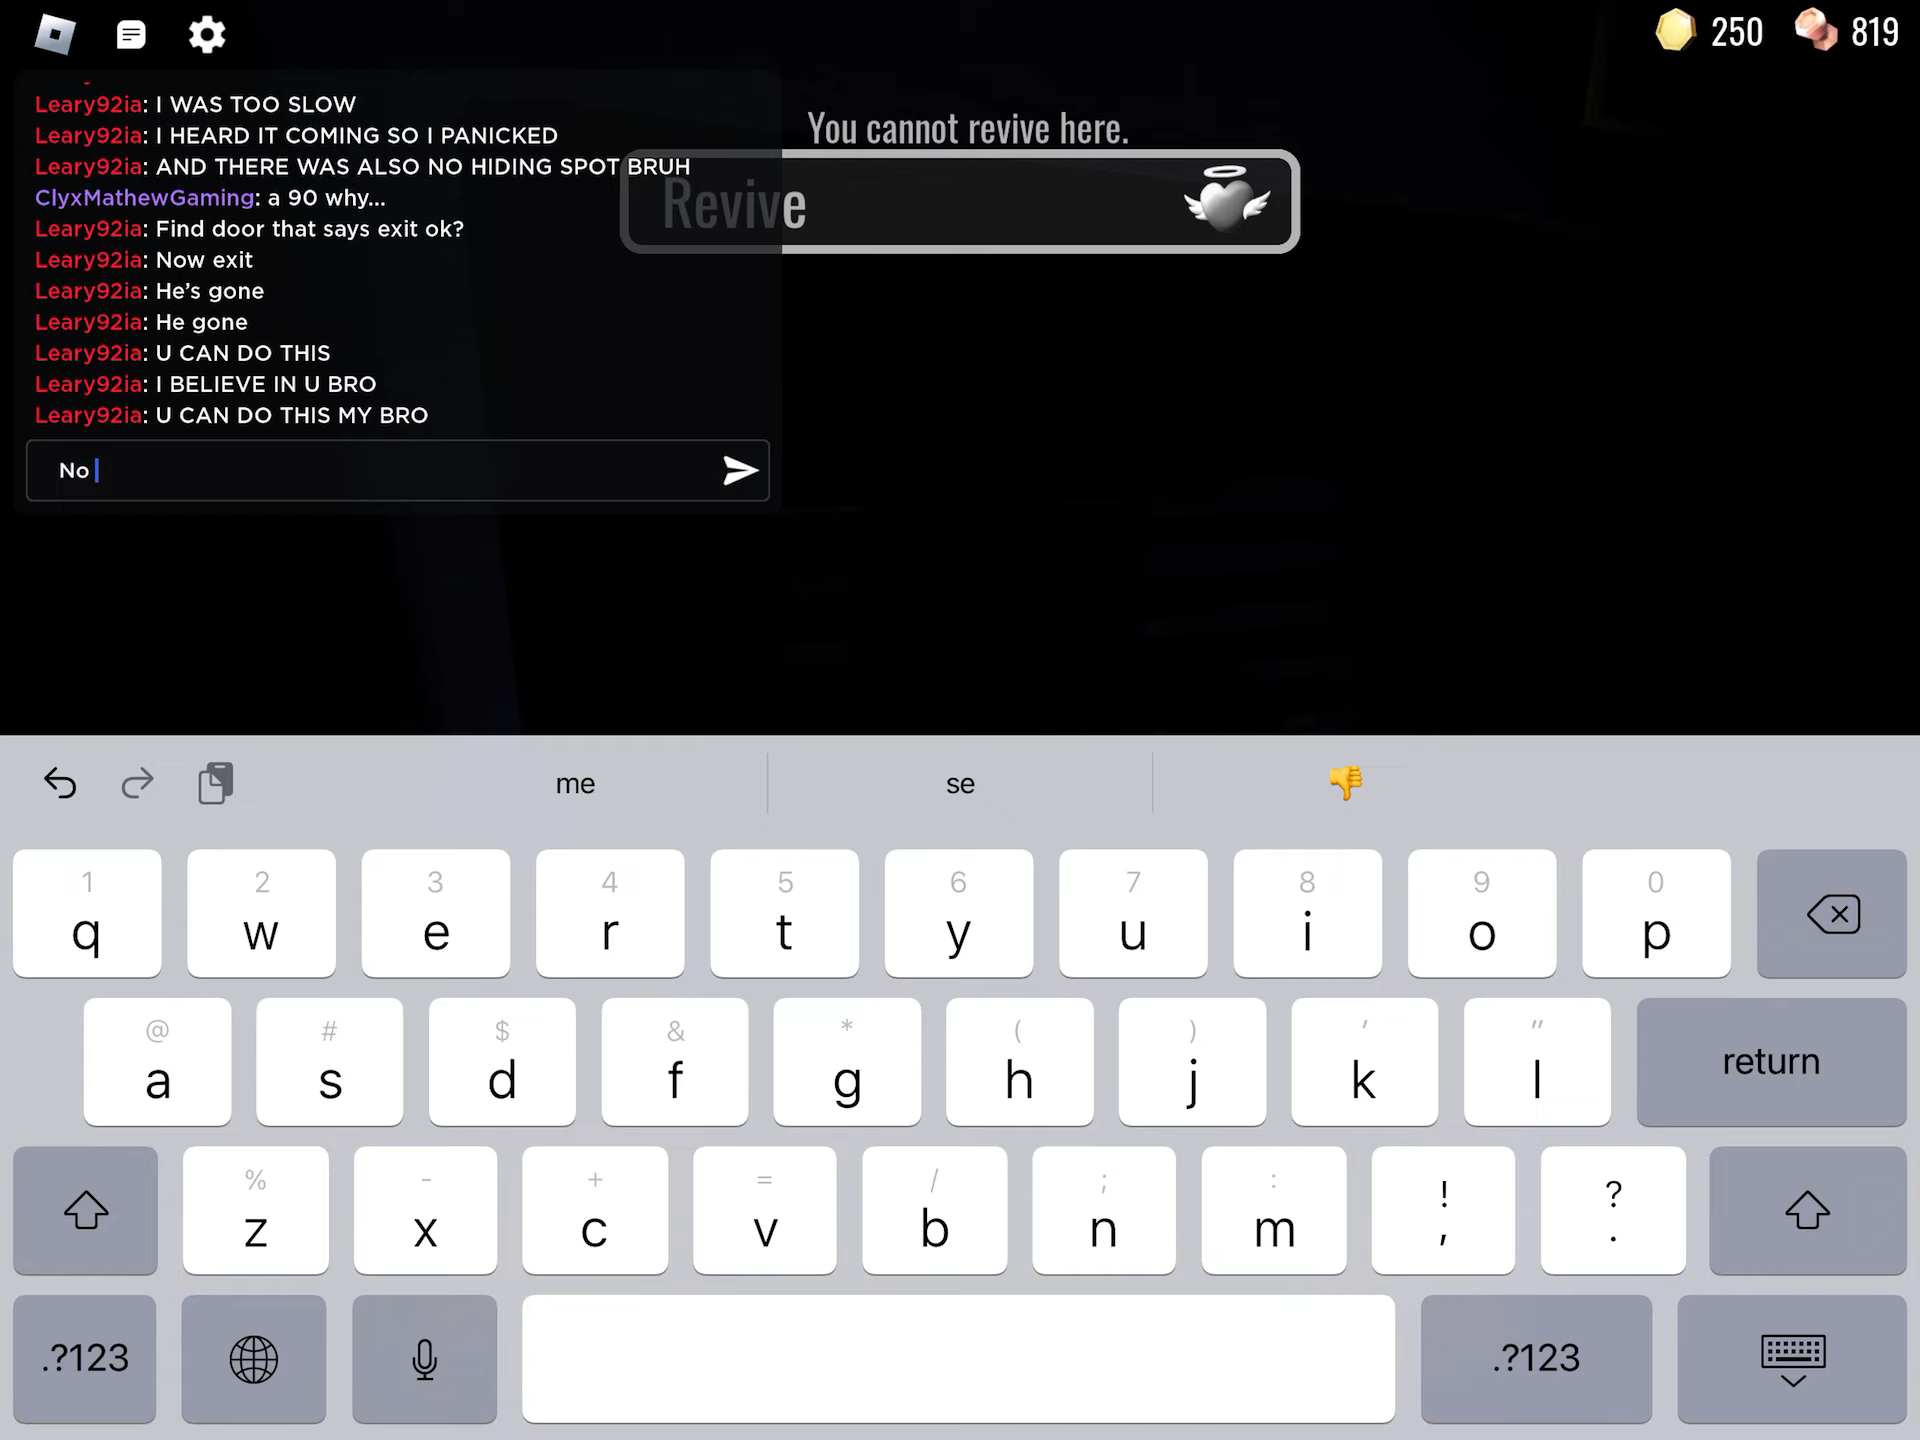 250
819
Leary92ia: I WAS TOO SLOW
Leary92ia: I HEARD IT COMING SO I PANICKED
Leary92ia: AND THERE WAS ALSO NO HIDING SPOT BRUH
ClyxMathewGaming: a 90 why...
Leary92ia: Find door that says exit ok?
Leary92ia: Now exit
Leary92ia: He’s gone
Leary92ia: He gone
Leary92ia: U CAN DO THIS
Leary92ia: I BELIEVE IN U BRO
Leary92ia: U CAN DO THIS MY BRO
No
You cannot revive here.
Revive
me se 👎
1 2 3 4 5 6 7 8 9 0
q w e r t y u i o p
@ # $ & * ( ) ' "
a s d f g h j k l return
% - + = / ; : ! ?
z x c v b n m , .
.?123 .?123